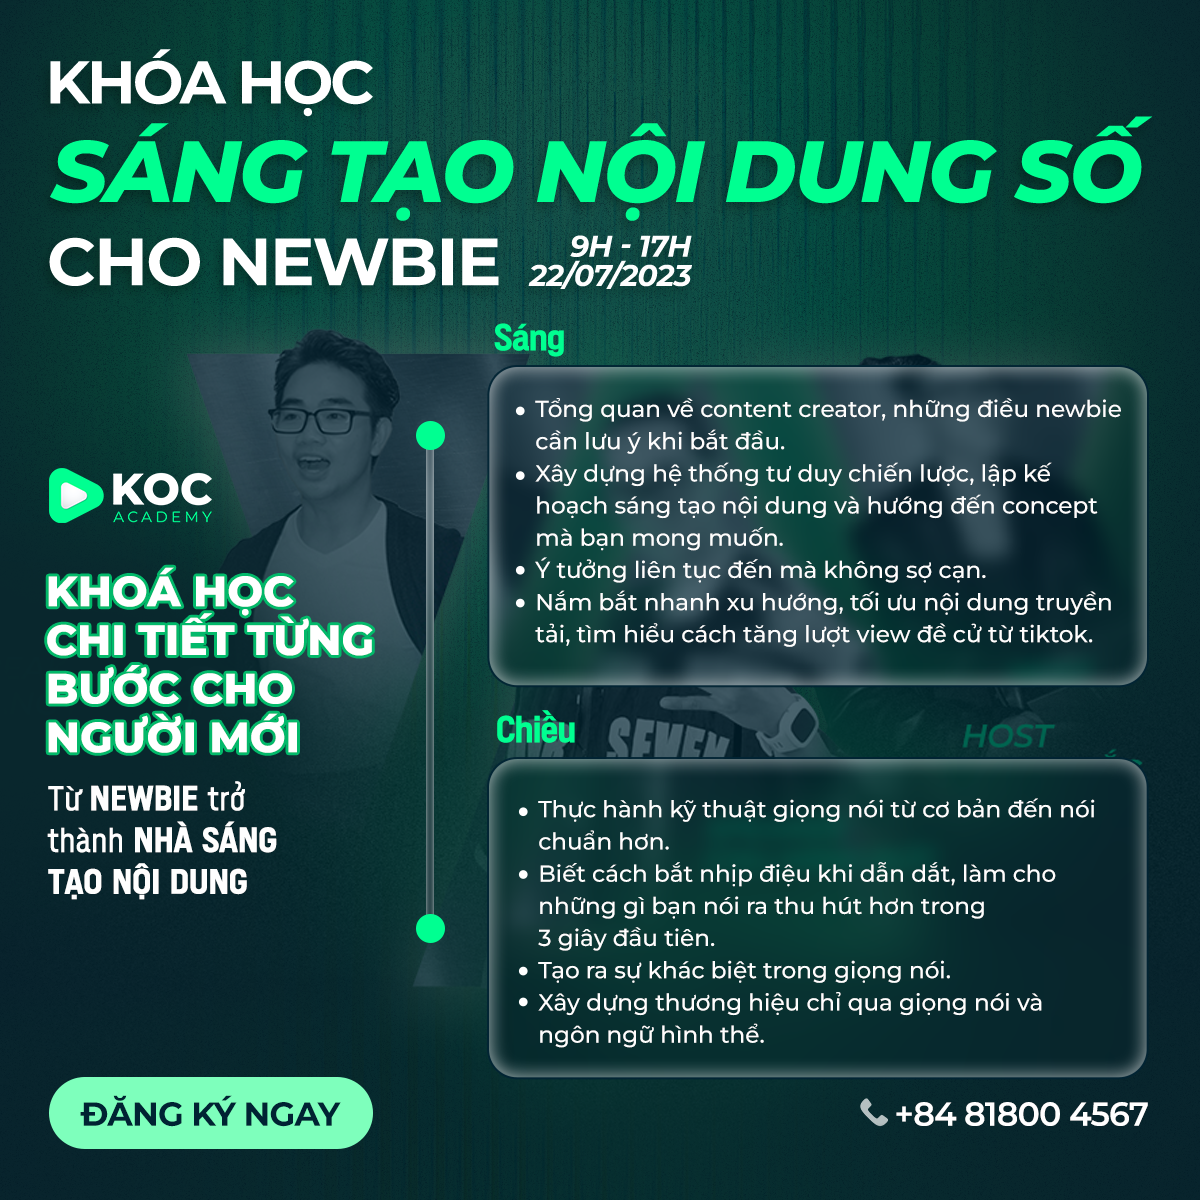 KHÓA HỌC
SÁNG TẠO NỘI DUNG SỐ
CHO NEWBIE
9H - 17H
22/07/2023
KOC
ACADEMY
KHOÁ HỌC
CHI TIẾT TỪNG
BƯỚC CHO
NGƯỜI MỚI
Từ NEWBIE trở
thành NHÀ SÁNG
TẠO NỘI DUNG
Sáng
• Tổng quan về content creator, những điều newbie
cần lưu ý khi bắt đầu.
• Xây dựng hệ thống tư duy chiến lược, lập kế
hoạch sáng tạo nội dung và hướng đến concept
mà bạn mong muốn.
• Ý tưởng liên tục đến mà không sợ cạn.
• Nắm bắt nhanh xu hướng, tối ưu nội dung truyền
tải, tìm hiểu cách tăng lượt view đề cử từ tiktok.
Chiều
SEVEN
HOST
• Thực hành kỹ thuật giọng nói từ cơ bản đến nói
chuẩn hơn.
• Biết cách bắt nhịp điệu khi dẫn dắt, làm cho
những gì bạn nói ra thu hút hơn trong
3 giây đầu tiên.
• Tạo ra sự khác biệt trong giọng nói.
• Xây dựng thương hiệu chỉ qua giọng nói và
ngôn ngữ hình thể.
ĐĂNG KÝ NGAY
+84 81800 4567